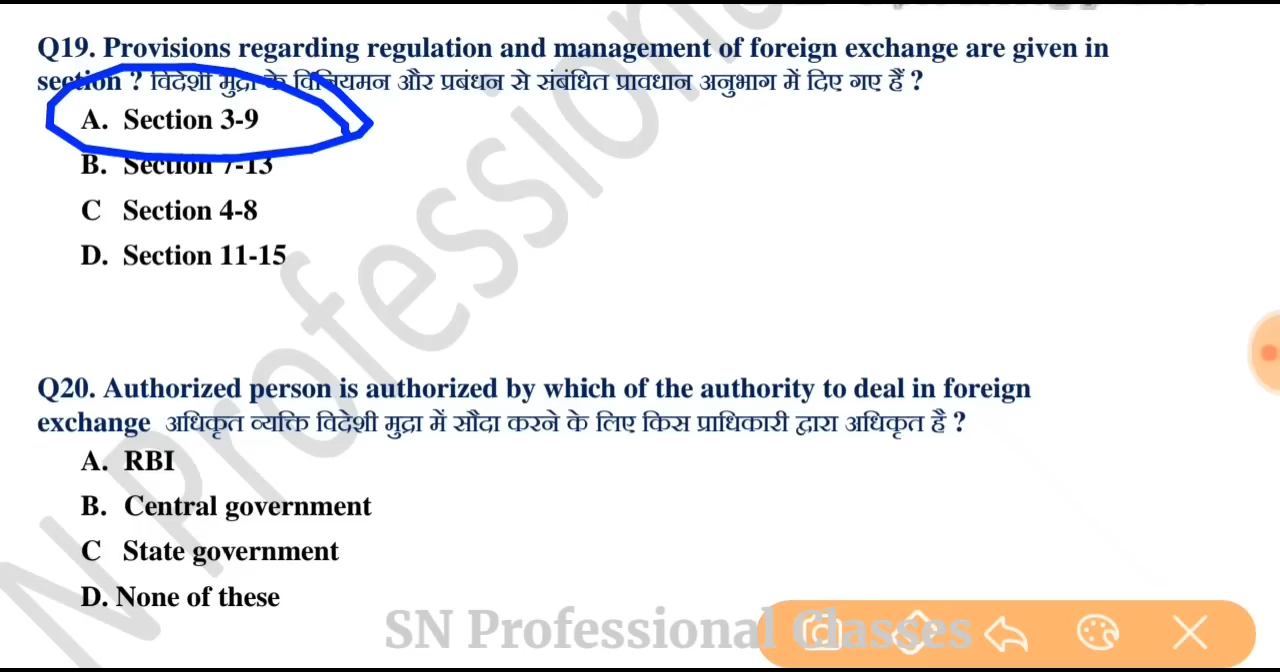 Q19. Provisions regarding regulation and management of foreign exchange are given in
section ? विदेशी मुद्रा के विनियमन और प्रबंधन से संबंधित प्रावधान अनुभाग में दिए गए हैं ?
A. Section 3-9
B. Section 7-13
C Section 4-8
D. Section 11-15
Q20. Authorized person is authorized by which of the authority to deal in foreign
exchange अधिकृत व्यक्ति विदेशी मुद्रा में सौदा करने के लिए किस प्राधिकारी द्वारा अधिकृत है ?
A. RBI
B. Central government
C State government
D. None of these
SN Professional Classes
N Professional